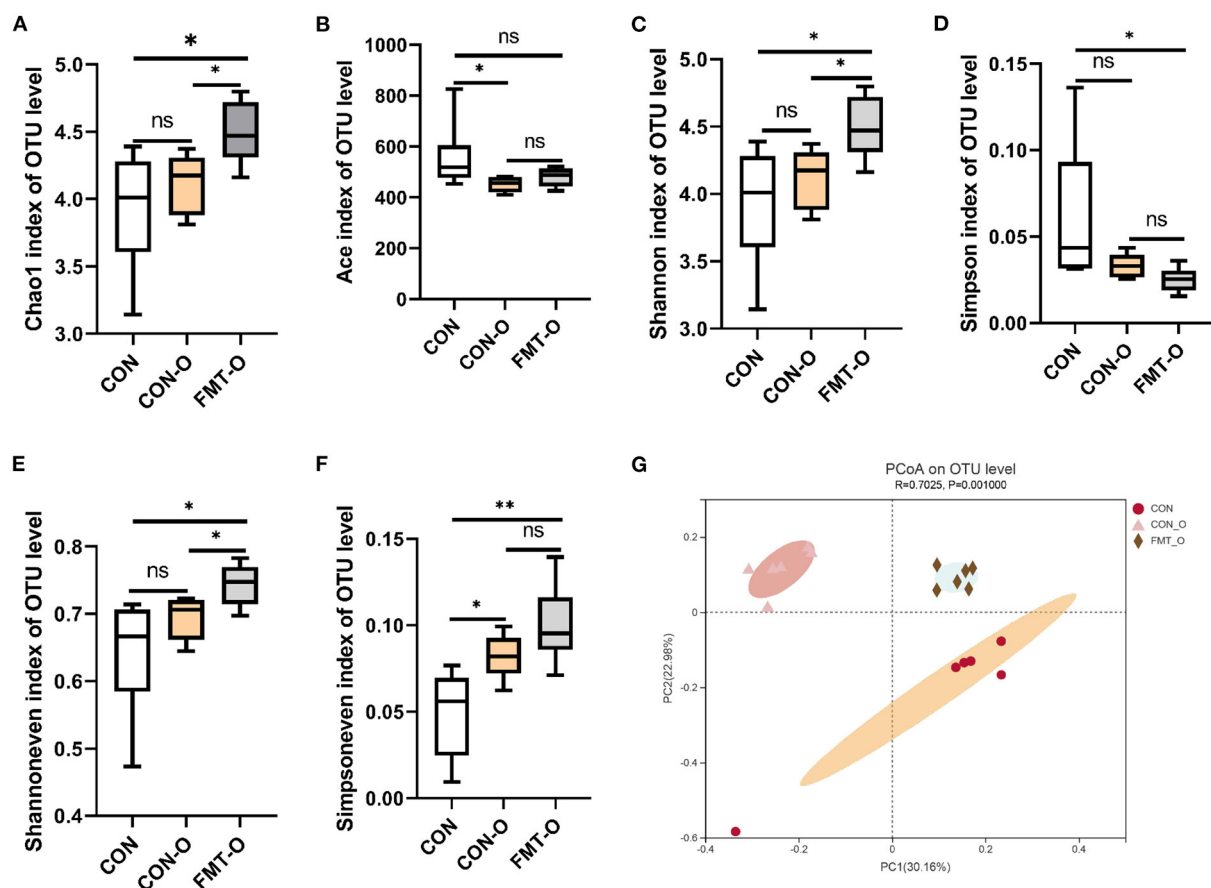 A
Chao1 index of OTU level
5.0
4.5
4.0
3.5
3.0
*
*
ns
CON
CON-O
FMT-O
B
Ace index of OTU level
1000
800
600
400
200
0
ns
*
ns
CON
CON-O
FMT-O
C
Shannon index of OTU level
5.0
4.5
4.0
3.5
3.0
*
*
ns
CON
CON-O
FMT-O
D
Simpson index of OTU level
0.15
0.10
0.05
0.00
*
ns
ns
CON
CON-O
FMT-O
E
Shannoneven index of OTU level
0.8
0.7
0.6
0.5
0.4
*
*
ns
CON
CON-O
FMT-O
F
Simpsoneven index of OTU level
0.15
0.10
0.05
0.00
**
ns
*
CON
CON-O
FMT-O
G
PCoA on OTU level
R=0.7025, P=0.001000
CON
CON_O
FMT_O
PC2(22.98%)
0.2
0
-0.2
-0.4
-0.6
-0.4
-0.2
0
0.2
0.4
PC1(30.16%)